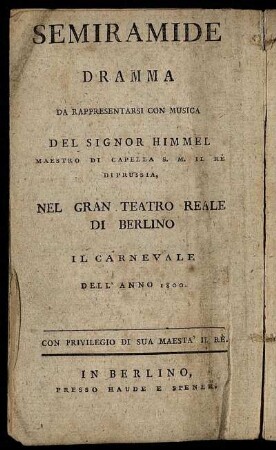 SEMIRAMIDE
DRAMMA
DA RAPPRESENTARSI CON MUSICA
DEL SIGNOR HIMMEL
MAESTRO DI CAPELLA S. M. IL RE
DI PRUSSIA,
NEL GRAN TEATRO REALE
DI BERLINO
IL CARNEVALE
DELL' ANNO 1800.
CON PRIVILEGIO DI SUA MAESTA' IL RE.
IN BERLINO,
PRESSO HAUDE E SPENER.